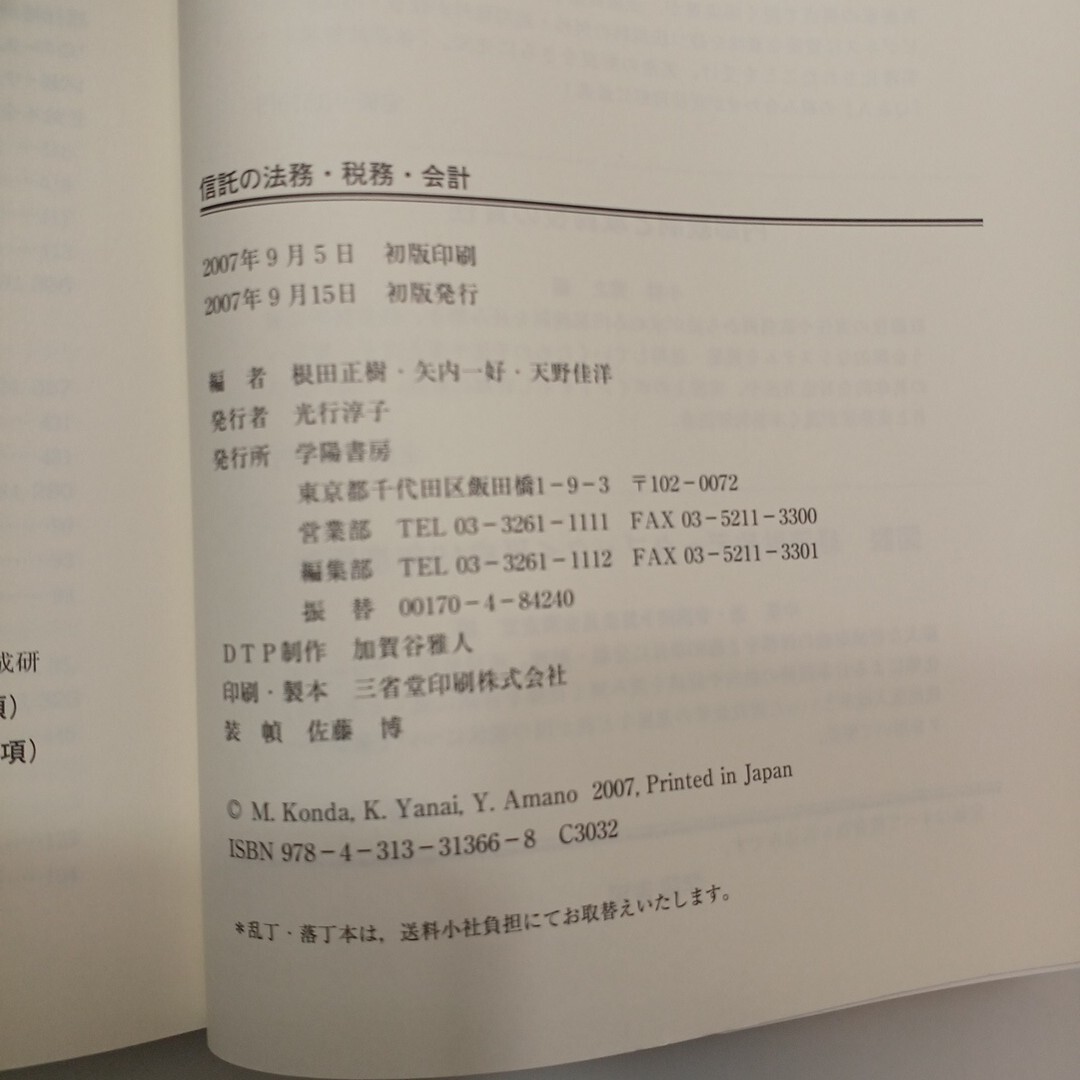 信託の法務・税務・会計
2007年9月5日 初版印刷
2007年9月15日 初版発行
編 者 根田正樹・矢内一好・天野佳洋
発行者 光行淳子
発行所 学陽書房
東京都千代田区飯田橋1-9-3 〒102-0072
営業部 TEL 03-3261-1111 FAX 03-5211-3300
編集部 TEL 03-3261-1112 FAX 03-5211-3301
振 替 00170-4-84240
DTP制作 加賀谷雅人
印刷・製本 三省堂印刷株式会社
装 幀 佐藤 博
© M. Konda, K. Yanai, Y. Amano 2007, Printed in Japan
ISBN 978-4-313-31366-8 C3032
*乱丁・落丁本は，送料小社負担にてお取替えいたします。
成研
項）